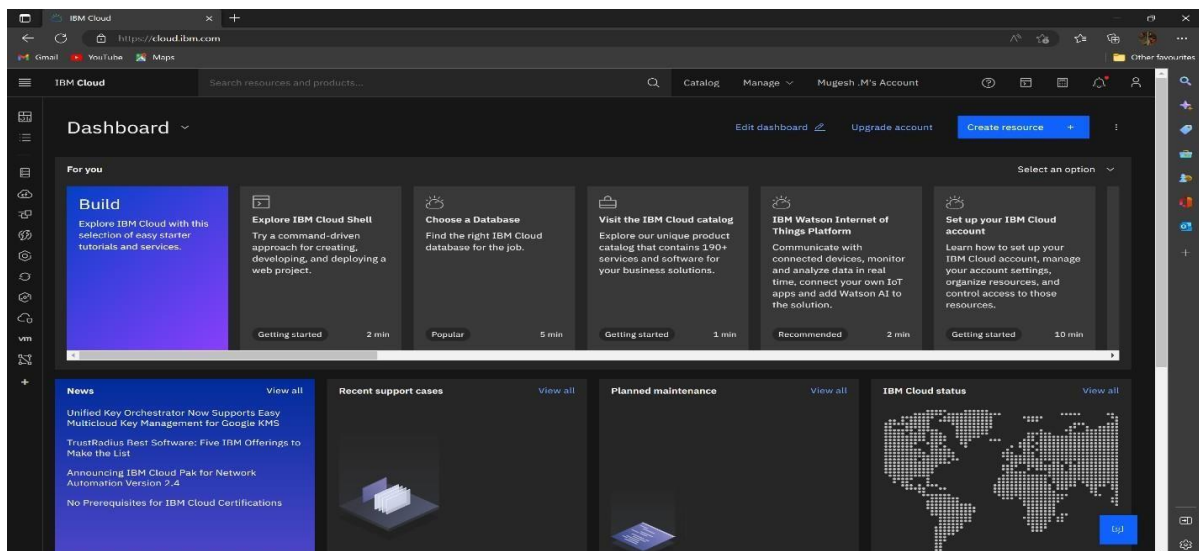 IBM Cloud
https://cloud.ibm.com
Gmail YouTube Maps Other favourites
IBM Cloud Search resources and products... Catalog Manage Mugesh .M's Account
Dashboard Edit dashboard Upgrade account Create resource +
For you Select an option
Build
Explore IBM Cloud with this
selection of easy starter
tutorials and services.
Explore IBM Cloud Shell
Try a command-driven
approach for creating,
developing, and deploying a
web project.
Getting started 2 min
Choose a Database
Find the right IBM Cloud
database for the job.
Popular 5 min
Visit the IBM Cloud catalog
Explore our unique product
catalog that contains 190+
services and software for
your business solutions.
Getting started 1 min
IBM Watson Internet of
Things Platform
Communicate with
connected devices, monitor
and analyze data in real
time, connect your own IoT
apps and add Watson AI to
the solution.
Recommended 2 min
Set up your IBM Cloud
account
Learn how to set up your
IBM Cloud account, manage
your account settings,
organize resources, and
control access to those
resources.
Getting started 10 min
vm
News View all
Unified Key Orchestrator Now Supports Easy
Multicloud Key Management for Google KMS
TrustRadius Best Software: Five IBM Offerings to
Make the List
Announcing IBM Cloud Pak for Network
Automation Version 2.4
No Prerequisites for IBM Cloud Certifications
Recent support cases View all
Planned maintenance View all
IBM Cloud status View all